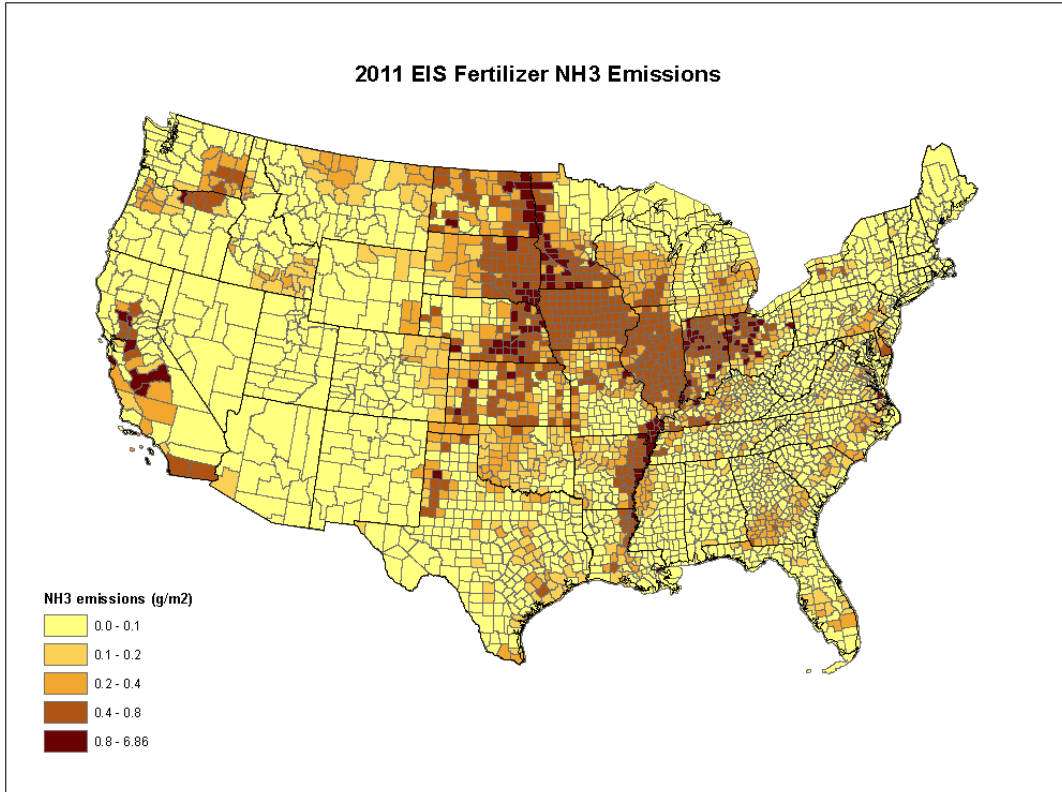 2011 EIS Fertilizer NH3 Emissions
NH3 emissions (g/m2)
0.0 - 0.1
0.1 - 0.2
0.2 - 0.4
0.4 - 0.8
0.8 - 6.86